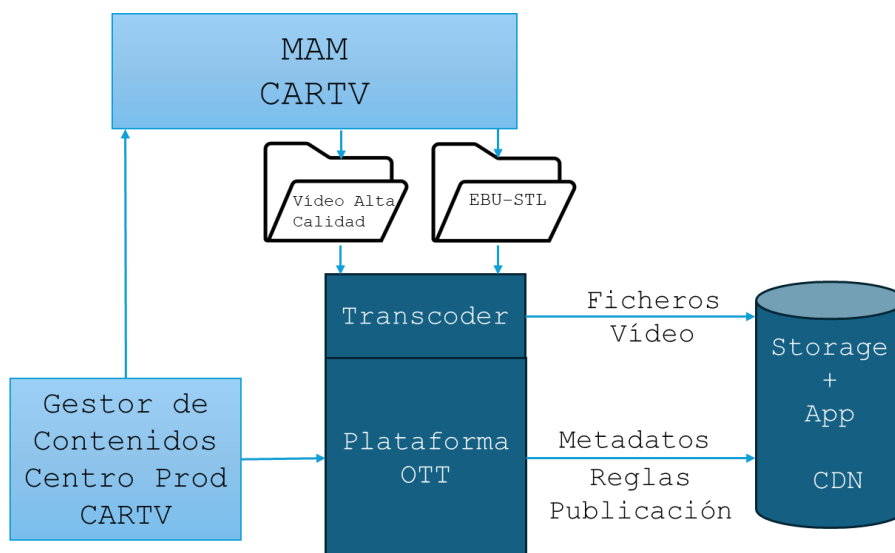 MAM
CARTV
Vídeo Alta
Calidad
EBU-STL
Transcoder
Ficheros
Vídeo
Storage
+
App
CDN
Gestor de
Contenidos
Centro Prod
CARTV
Plataforma
OTT
Metadatos
Reglas
Publicación